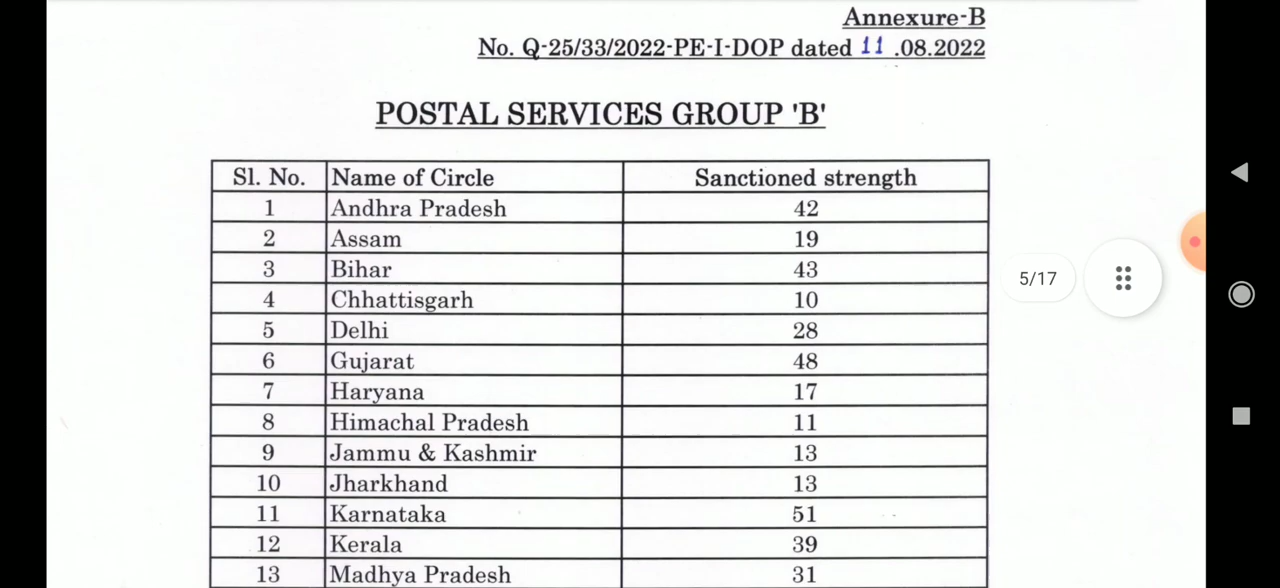 Annexure-B
No. Q-25/33/2022-PE-I-DOP dated 11 .08.2022
POSTAL SERVICES GROUP 'B'
Sl. No. Name of Circle Sanctioned strength
1 Andhra Pradesh 42
2 Assam 19
3 Bihar 43
4 Chhattisgarh 10
5 Delhi 28
6 Gujarat 48
7 Haryana 17
8 Himachal Pradesh 11
9 Jammu & Kashmir 13
10 Jharkhand 13
11 Karnataka 51
12 Kerala 39
13 Madhya Pradesh 31
5/17